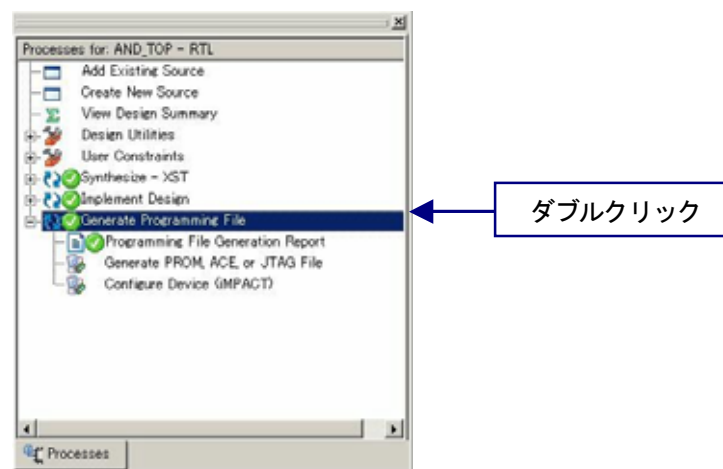 Processes for: AND_TOP - RTL
Add Existing Source
Create New Source
View Design Summary
Design Utilities
User Constraints
Synthesize - XST
Implement Design
Generate Programming File
ダブルクリック
Programming File Generation Report
Generate PROM, ACE, or JTAG File
Configure Device (iMPACT)
Processes